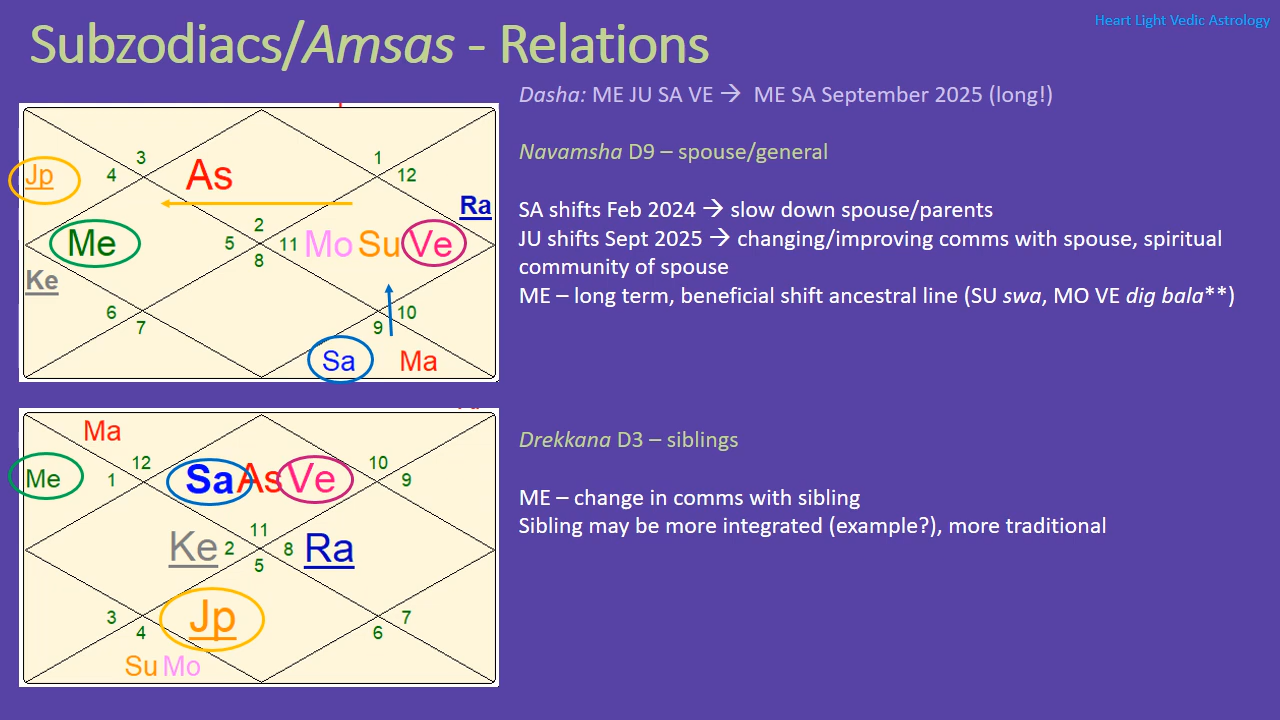 Heart Light Vedic Astrology
Subzodiacs/Amsas - Relations
Dasha: ME JU SA VE → ME SA September 2025 (long!)
Navamsha D9 – spouse/general
SA shifts Feb 2024 → slow down spouse/parents
JU shifts Sept 2025 → changing/improving comms with spouse, spiritual
community of spouse
ME – long term, beneficial shift ancestral line (SU swa, MO VE dig bala**)
3 1
Jp 4 As 12
Ra
2
Me 5 11 Mo Su Ve
8
Ke
6 10
7 9
Sa Ma
Drekkana D3 – siblings
ME – change in comms with sibling
Sibling may be more integrated (example?), more traditional
Ma
12 10
Me 1 Sa As Ve 9
11
Ke 2 8 Ra
5
3 Jp 7
4 6
Su Mo